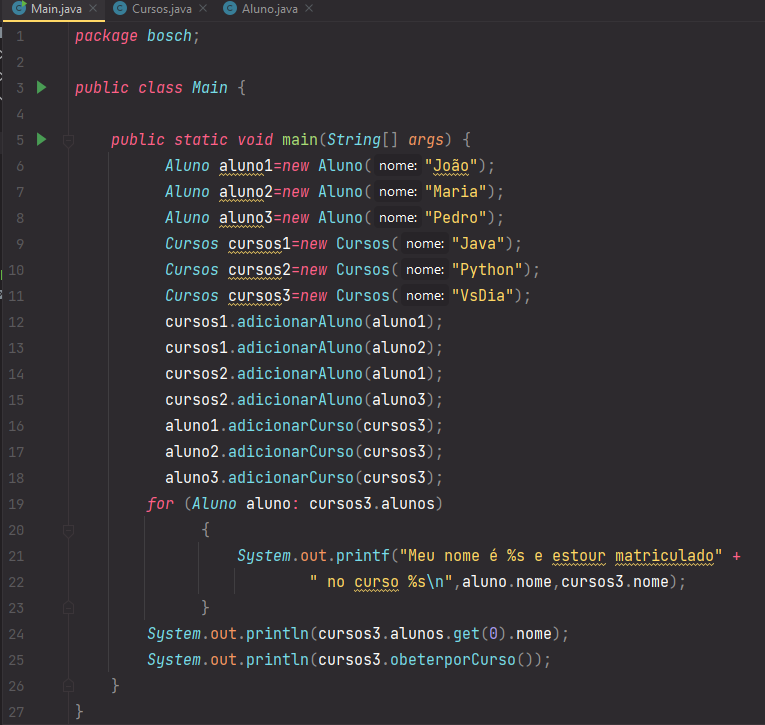 Main.java Cursos.java Aluno.java
1 package bosch;
2
3 public class Main {
4
5 public static void main(String[] args) {
6 Aluno aluno1=new Aluno( nome: "João");
7 Aluno aluno2=new Aluno( nome: "Maria");
8 Aluno aluno3=new Aluno( nome: "Pedro");
9 Cursos cursos1=new Cursos( nome: "Java");
10 Cursos cursos2=new Cursos( nome: "Python");
11 Cursos cursos3=new Cursos( nome: "VsDia");
12 cursos1.adicionarAluno(aluno1);
13 cursos1.adicionarAluno(aluno2);
14 cursos2.adicionarAluno(aluno1);
15 cursos2.adicionarAluno(aluno3);
16 aluno1.adicionarCurso(cursos3);
17 aluno2.adicionarCurso(cursos3);
18 aluno3.adicionarCurso(cursos3);
19 for (Aluno aluno: cursos3.alunos)
20 {
21 System.out.printf("Meu nome é %s e estour matriculado" +
22 " no curso %s\n",aluno.nome,cursos3.nome);
23 }
24 System.out.println(cursos3.alunos.get(0).nome);
25 System.out.println(cursos3.obeterporCurso());
26 }
27 }